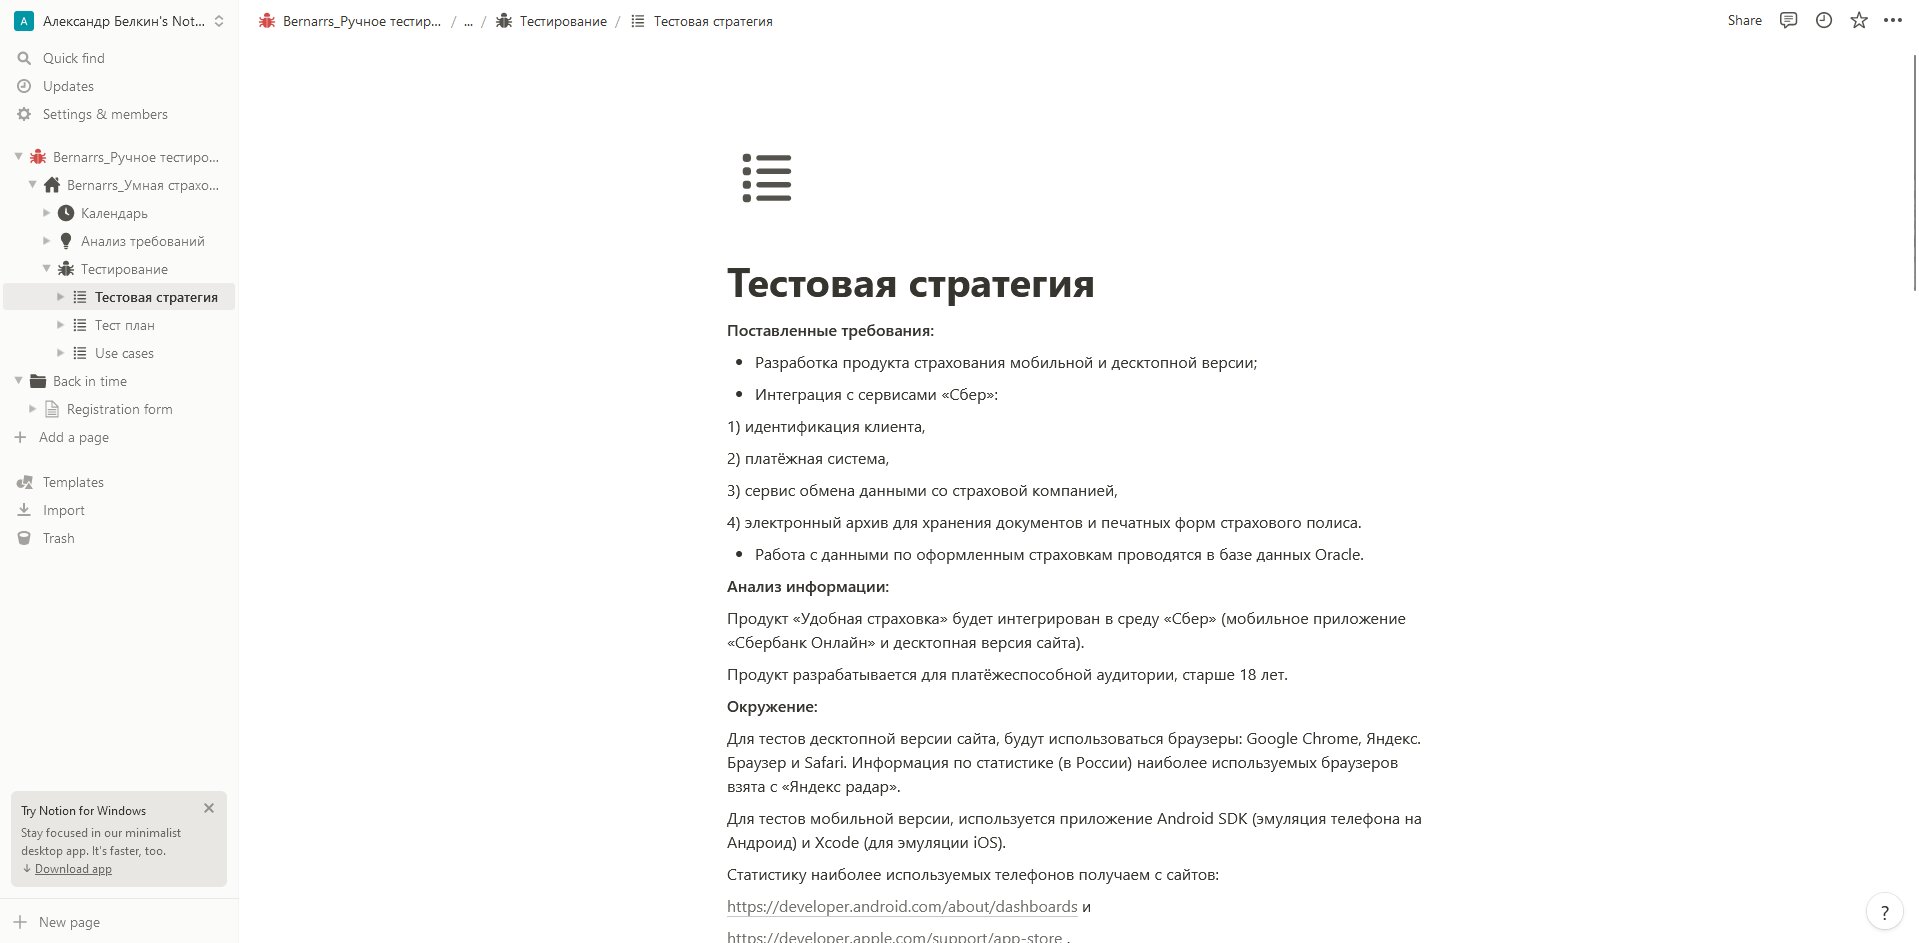 A Александр Белкин's Not...
Quick find
Updates
Settings & members
Bernarrs_Ручное тестиро...
Bernarrs_Умная страхо...
Календарь
Анализ требований
Тестирование
Тестовая стратегия
Тест план
Use cases
Back in time
Registration form
Add a page
Templates
Import
Trash
Try Notion for Windows
Stay focused in our minimalist
desktop app. It's faster, too.
Download app
New page
Bernarrs_Ручное тестир... / ... / Тестирование / Тестовая стратегия
Share
Тестовая стратегия
Поставленные требования:
• Разработка продукта страхования мобильной и десктопной версии;
• Интеграция с сервисами «Сбер»:
1) идентификация клиента,
2) платёжная система,
3) сервис обмена данными со страховой компанией,
4) электронный архив для хранения документов и печатных форм страхового полиса.
• Работа с данными по оформленным страховкам проводятся в базе данных Oracle.
Анализ информации:
Продукт «Удобная страховка» будет интегрирован в среду «Сбер» (мобильное приложение
«Сбербанк Онлайн» и десктопная версия сайта).
Продукт разрабатывается для платёжеспособной аудитории, старше 18 лет.
Окружение:
Для тестов десктопной версии сайта, будут использоваться браузеры: Google Chrome, Яндекс.
Браузер и Safari. Информация по статистике (в России) наиболее используемых браузеров
взята с «Яндекс радар».
Для тестов мобильной версии, используется приложение Android SDK (эмуляция телефона на
Андроид) и Xcode (для эмуляции iOS).
Статистику наиболее используемых телефонов получаем с сайтов:
https://developer.android.com/about/dashboards и
https://developer.apple.com/support/app-store .
?